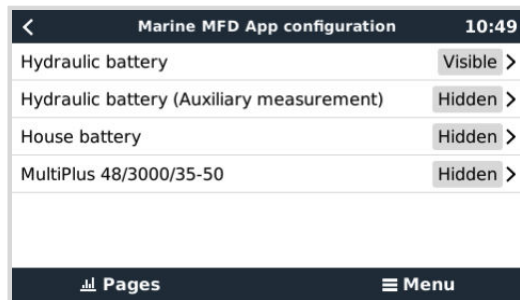 Marine MFD App configuration 10:49
Hydraulic battery Visible
Hydraulic battery (Auxiliary measurement) Hidden
House battery Hidden
MultiPlus 48/3000/35-50 Hidden
Pages Menu